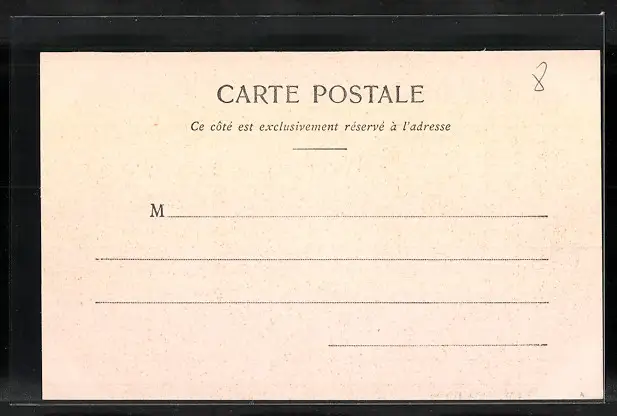 8
CARTE POSTALE
Ce côté est exclusivement réservé à l'adresse
M